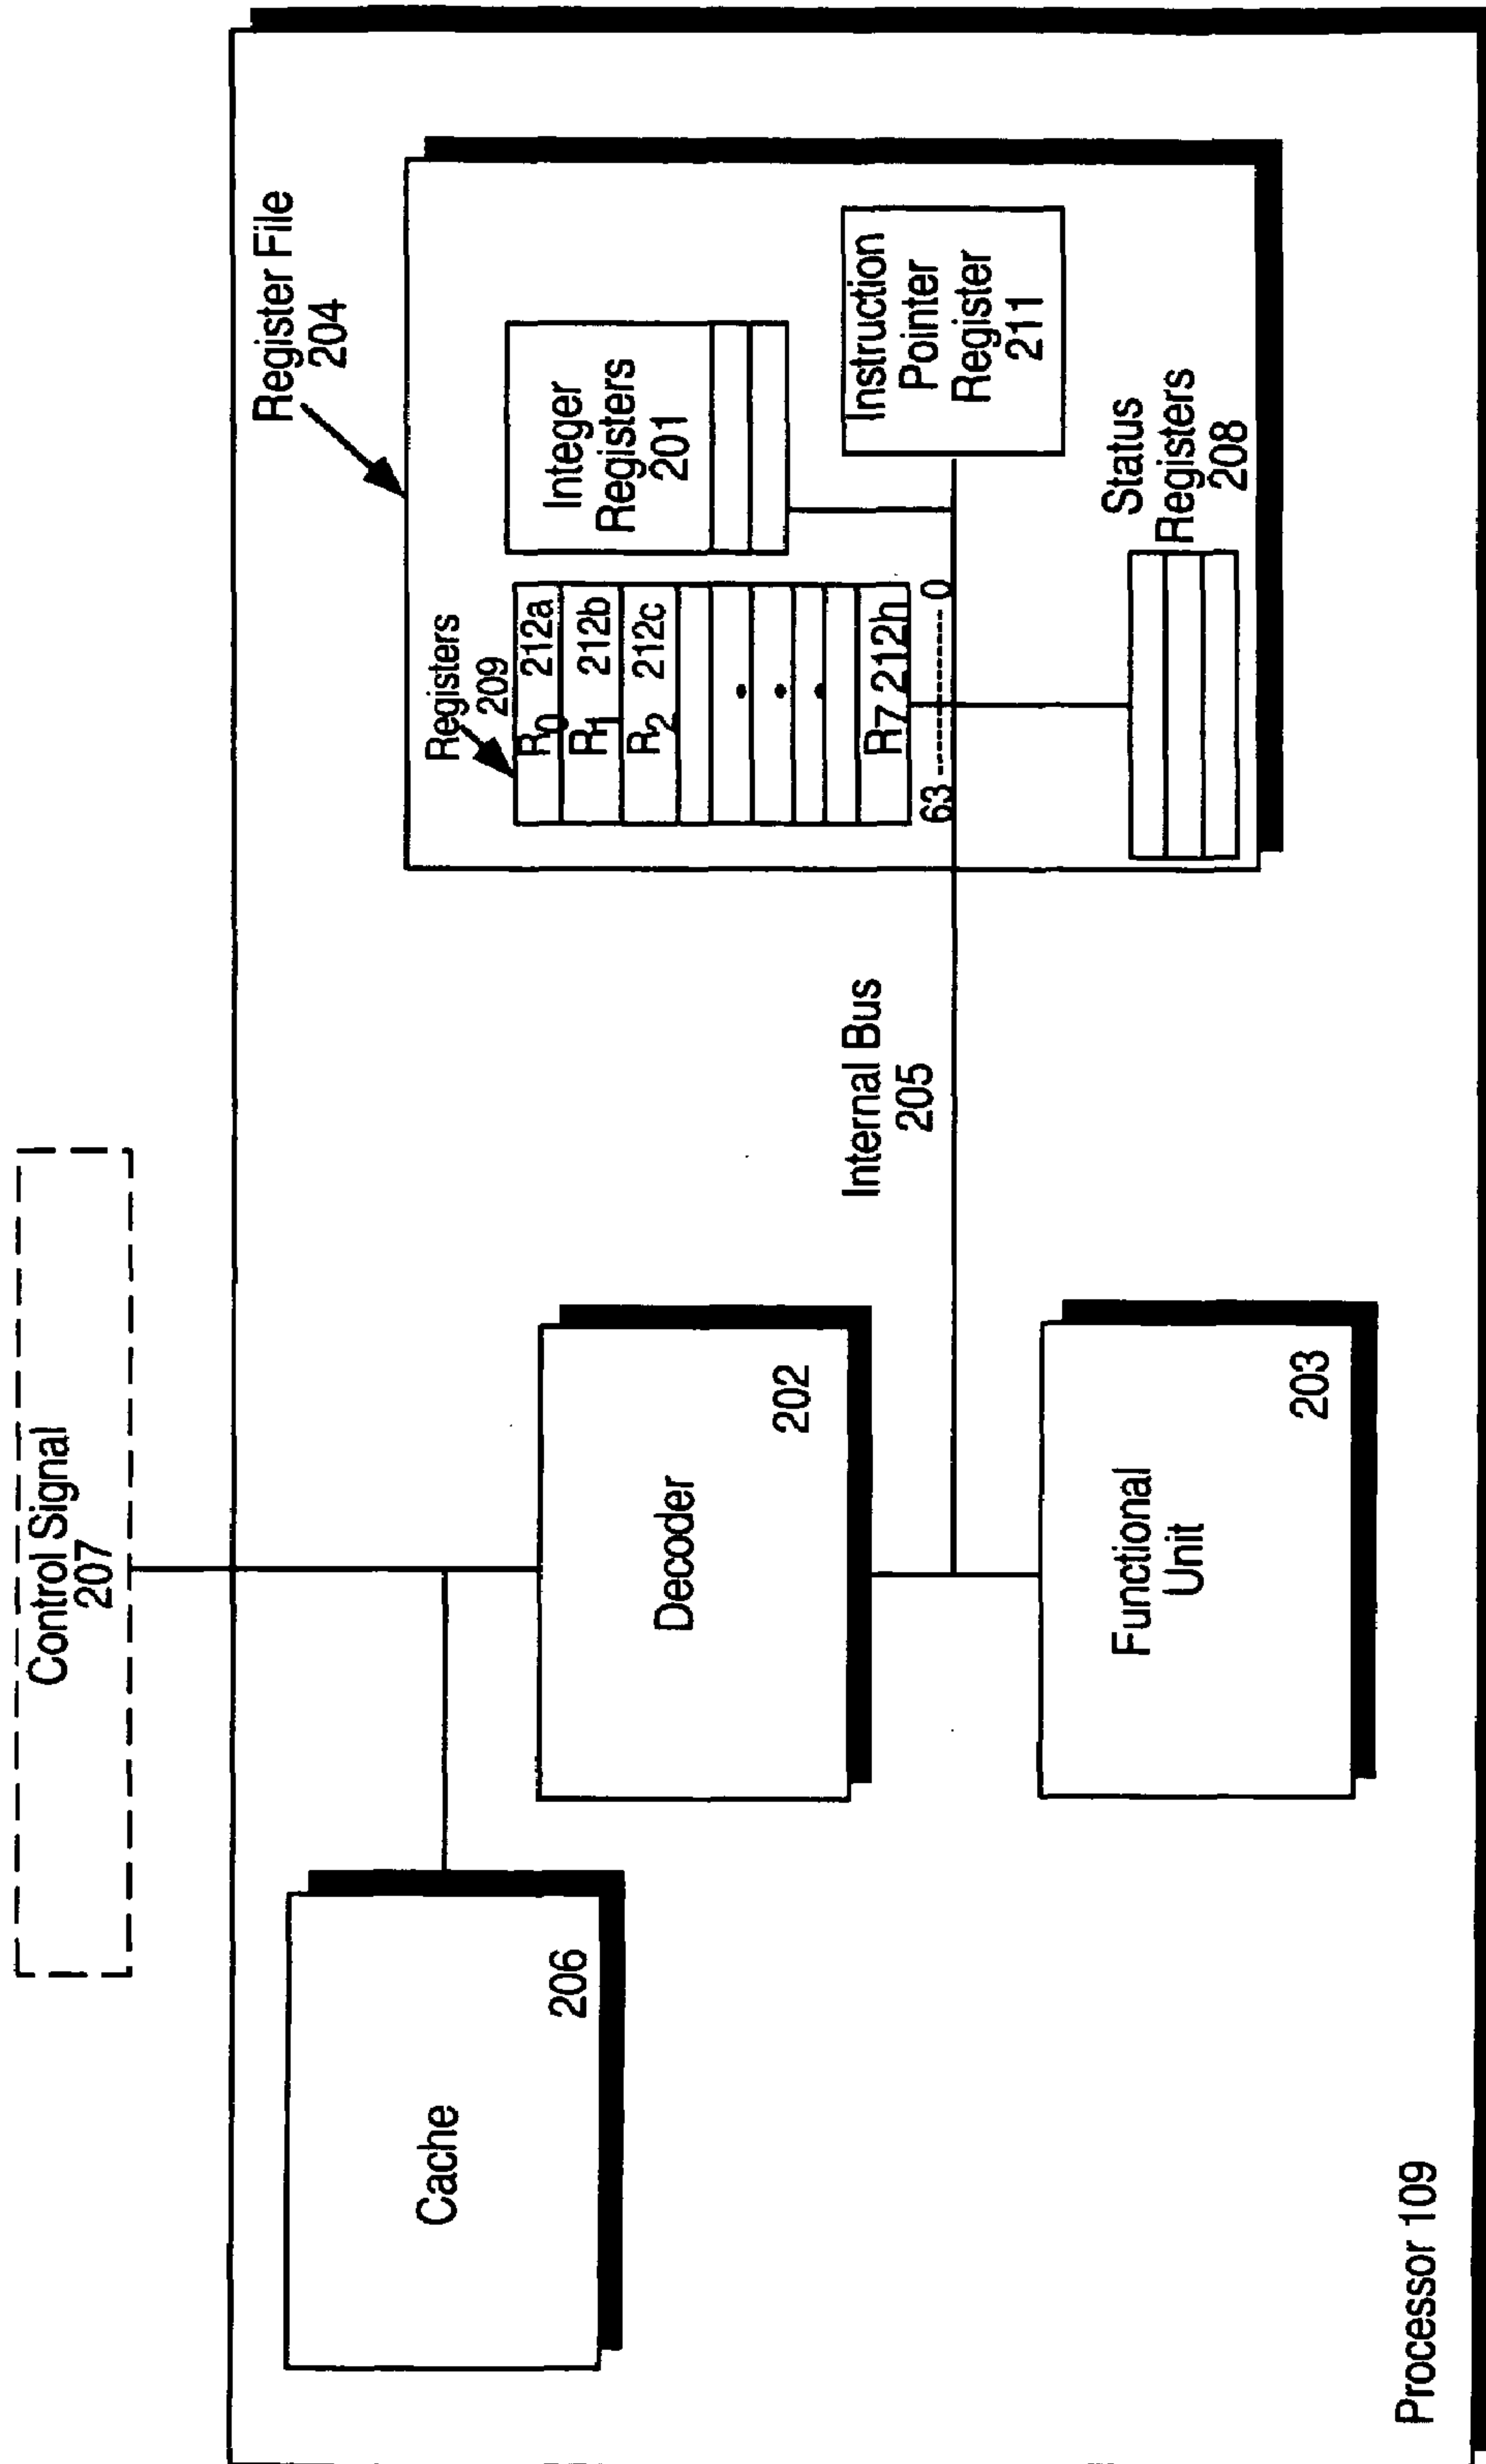 Control Signal
207
Register File
204
Cache
206
Decoder
202
Registers
209
R0 212a
R1 212b
R2 212c
R7 212h
63 0
Integer
Registers
201
Internal Bus
205
Instruction
Pointer
Register
211
Functional
Unit
203
Status
Registers
208
Processor 109